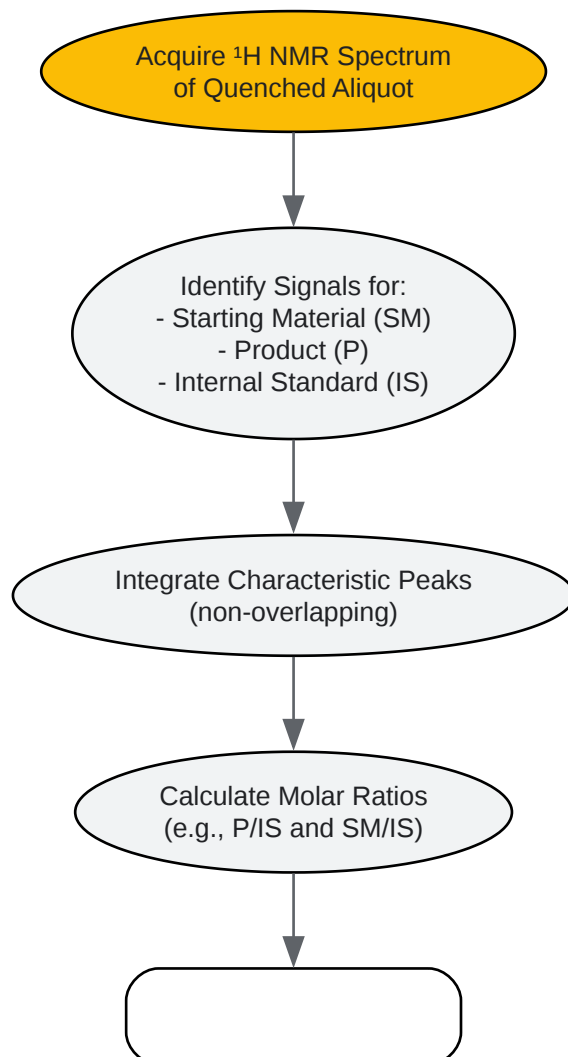 Acquire ¹H NMR Spectrum
of Quenched Aliquot
Identify Signals for:
- Starting Material (SM)
- Product (P)
- Internal Standard (IS)
Integrate Characteristic Peaks
(non-overlapping)
Calculate Molar Ratios
(e.g., P/IS and SM/IS)